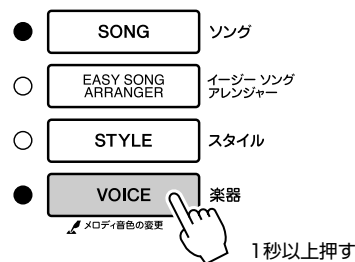 SONG ソング
EASY SONG ARRANGER イージー ソング アレンジャー
STYLE スタイル
VOICE 楽器
メロディ音色の変更
1秒以上押す